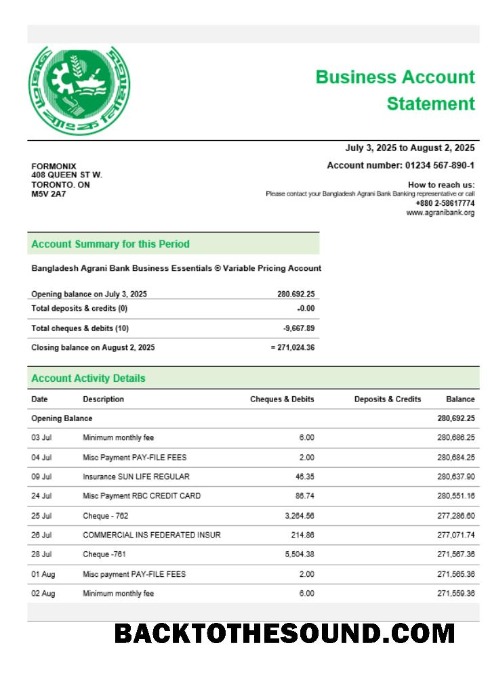 Business Account
Statement
July 3, 2025 to August 2, 2025
Account number: 01234 567-890-1
FORMONIX
408 QUEEN ST W.
TORONTO. ON
M5V 2A7
How to reach us:
Please contact your Bangladesh Agrani Bank Banking representative or call
+880 2-58617774
www.agranibank.org
Account Summary for this Period
Bangladesh Agrani Bank Business Essentials ® Variable Pricing Account
Opening balance on July 3, 2025 280,692.25
Total deposits & credits (0) -0.00
Total cheques & debits (10) -9,667.89
Closing balance on August 2, 2025 = 271,024.36
Account Activity Details
Date Description Cheques & Debits Deposits & Credits Balance
Opening Balance 280,692.25
03 Jul Minimum monthly fee 6.00 280,686.25
04 Jul Misc Payment PAY-FILE FEES 2.00 280,684.25
09 Jul Insurance SUN LIFE REGULAR 46.35 280,637.90
24 Jul Misc Payment RBC CREDIT CARD 86.74 280,551.16
25 Jul Cheque - 762 3,264.56 277,286.60
26 Jul COMMERCIAL INS FEDERATED INSUR 214.86 277,071.74
28 Jul Cheque -761 5,504.38 271,567.36
01 Aug Misc payment PAY-FILE FEES 2.00 271,565.36
02 Aug Minimum monthly fee 6.00 271,559.36
BACKTOTHESOUND.COM